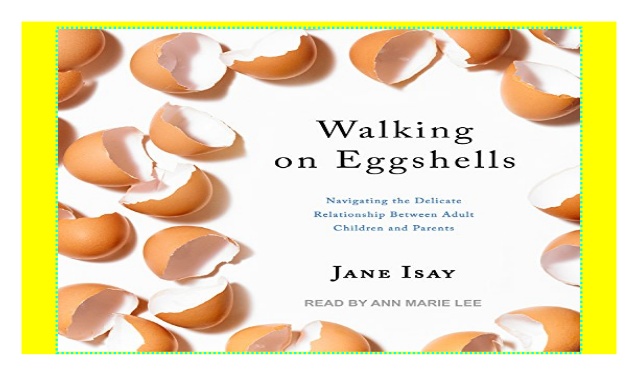 Walking
on Eggshells
Navigating the Delicate
Relationship Between Adult
Children and Parents
Jane Isay
READ BY ANN MARIE LEE